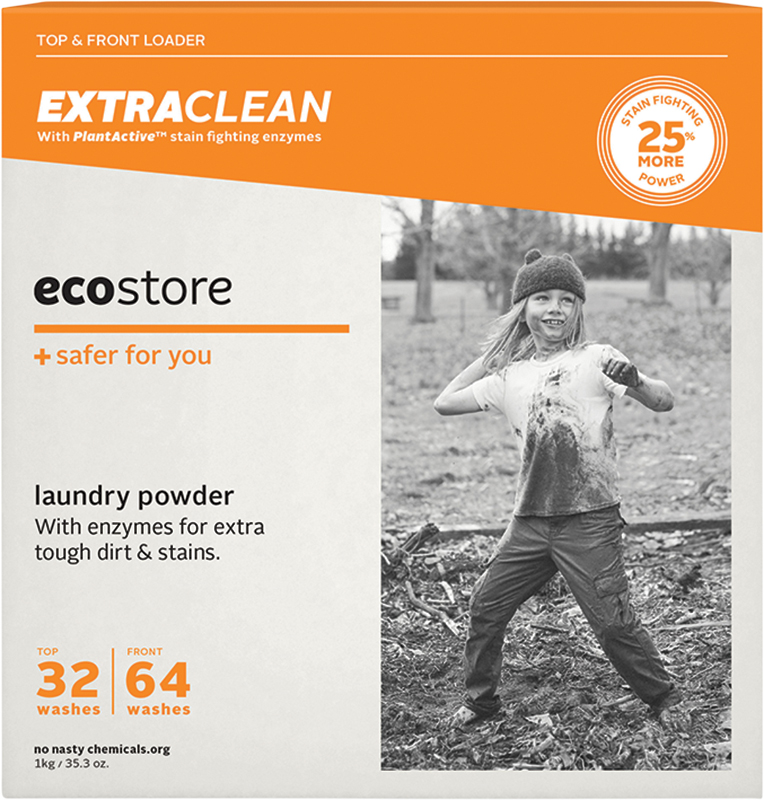 TOP & FRONT LOADER
EXTRACLEAN
With PlantActive™ stain fighting enzymes
STAIN FIGHTING
25%
MORE
POWER
ecostore
+ safer for you
laundry powder
With enzymes for extra
tough dirt & stains.
TOP FRONT
32 64
washes washes
no nasty chemicals.org
1kg / 35.3 oz.